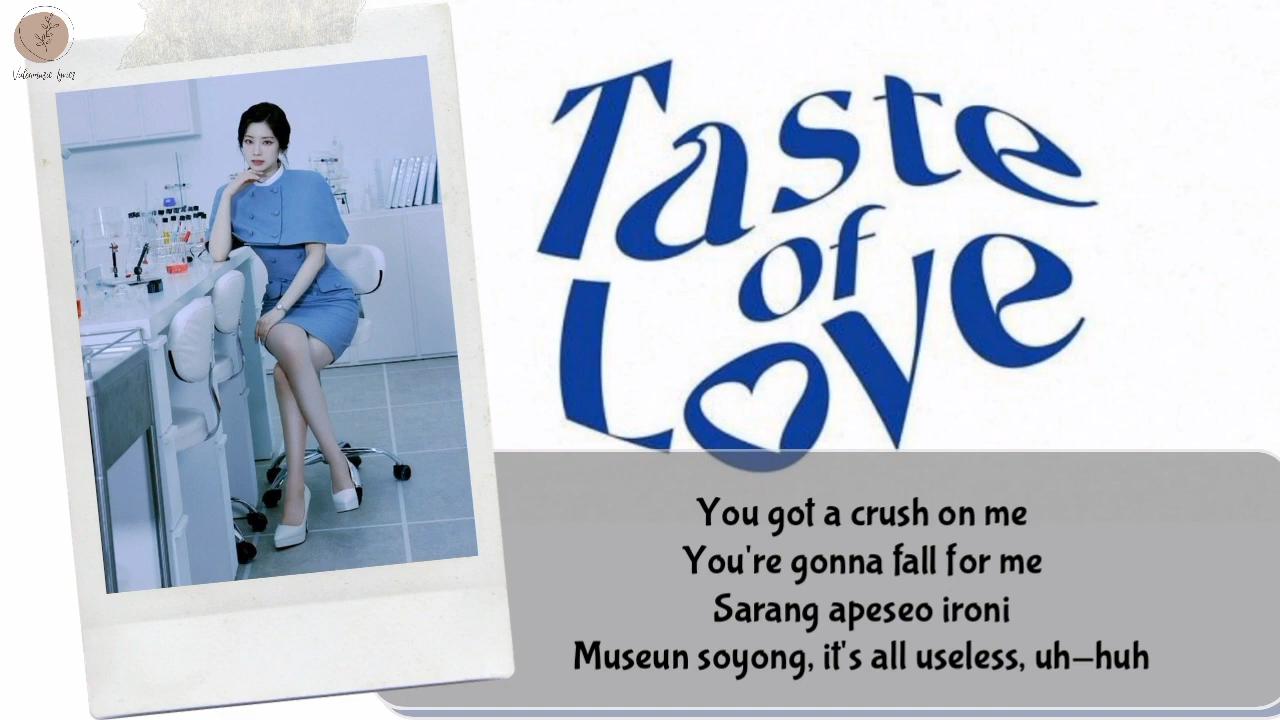 Taste
of
Love
You got a crush on me
You're gonna fall for me
Sarang apeseo ironi
Museun soyong, it's all useless, uh-huh